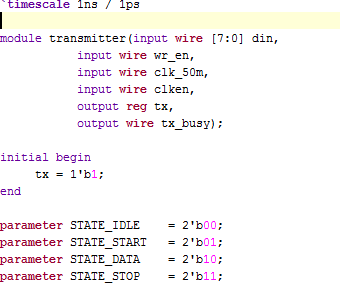 `timescale 1ns / 1ps
module transmitter(input wire [7:0] din,
input wire wr_en,
input wire clk_50m,
input wire clken,
output reg tx,
output wire tx_busy);
initial begin
tx = 1'b1;
end
parameter STATE_IDLE = 2'b00;
parameter STATE_START = 2'b01;
parameter STATE_DATA = 2'b10;
parameter STATE_STOP = 2'b11;